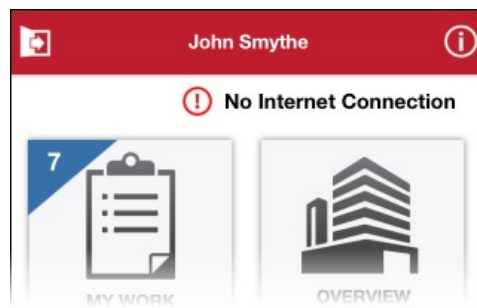 John Smythe
No Internet Connection
7
MY WORK
OVERVIEW